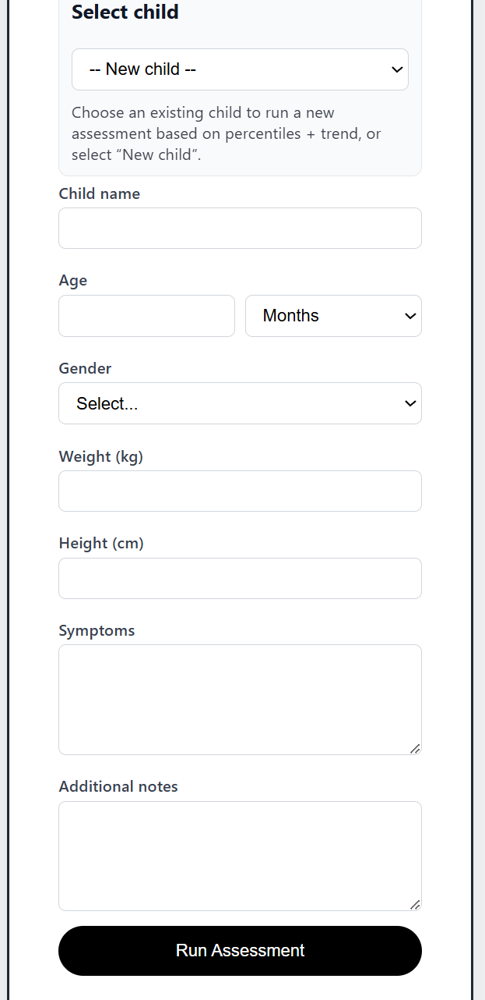 Select child
-- New child --
Choose an existing child to run a new
assessment based on percentiles + trend, or
select “New child”.
Child name
Age
Months
Gender
Select...
Weight (kg)
Height (cm)
Symptoms
Additional notes
Run Assessment